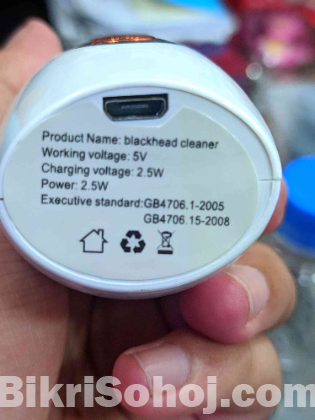 Product Name: blackhead cleaner
Working voltage: 5V
Charging voltage: 2.5W
Power: 2.5W
Executive standard:GB4706.1-2005
GB4706.15-2008
BikriSohoj.com